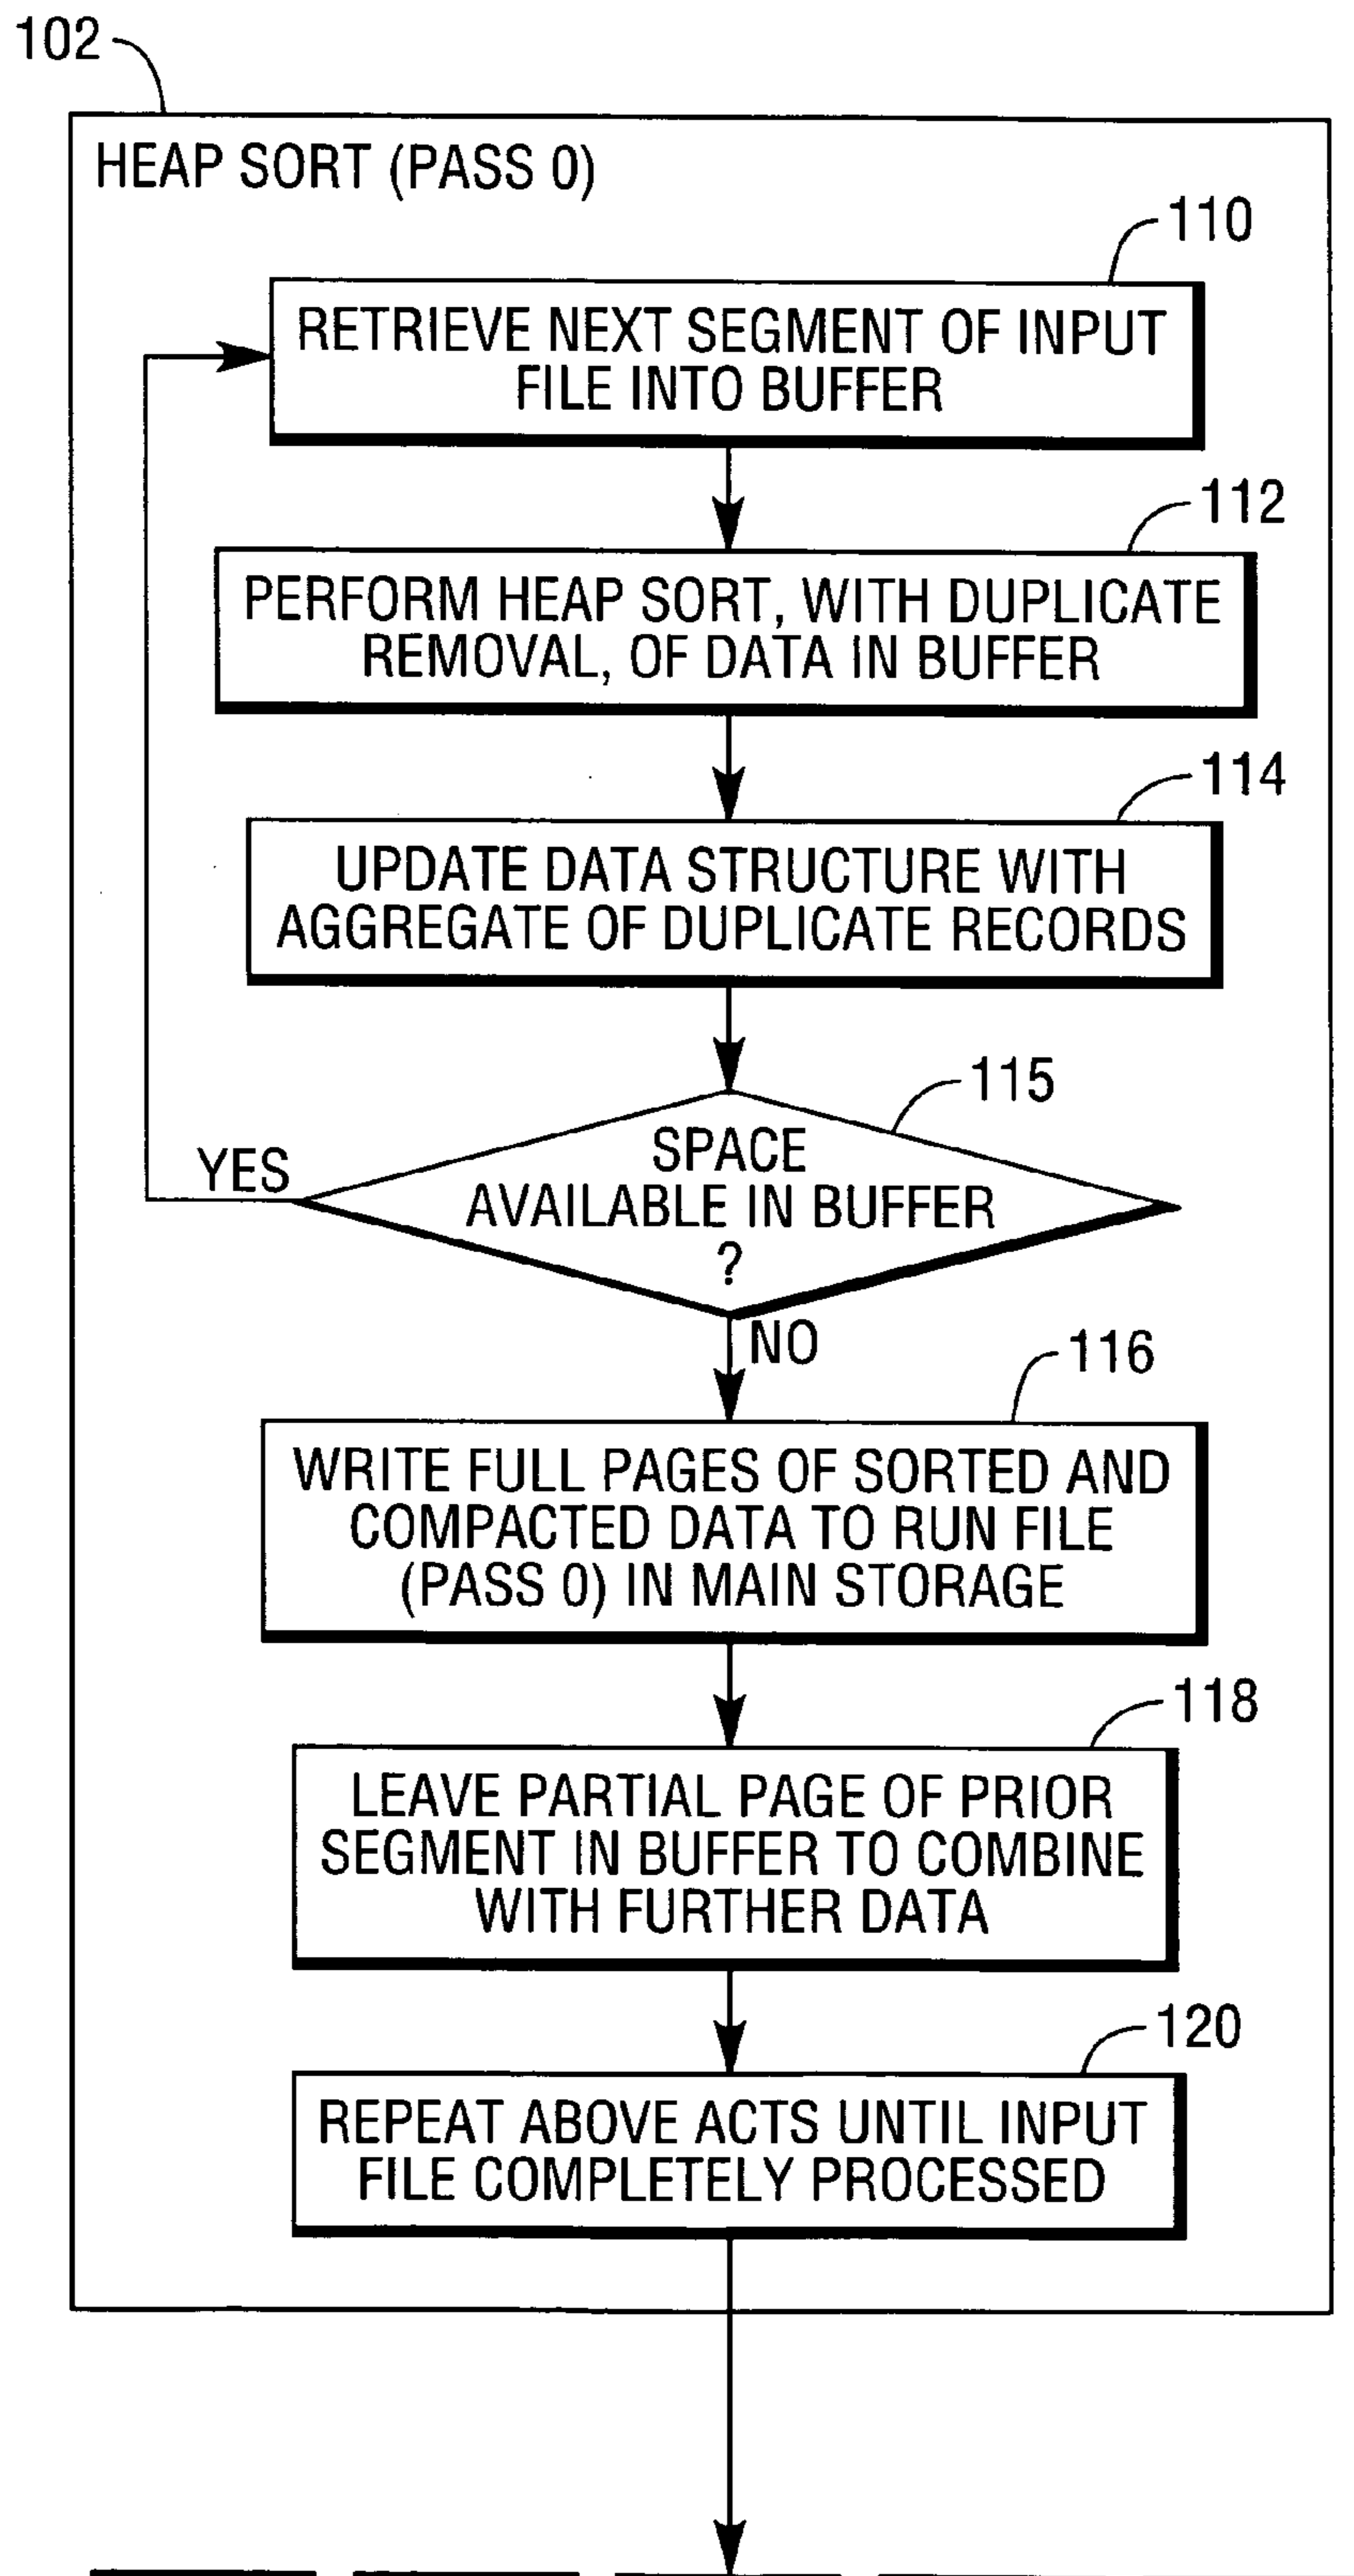 102
HEAP SORT (PASS 0)
110
RETRIEVE NEXT SEGMENT OF INPUT
FILE INTO BUFFER
112
PERFORM HEAP SORT, WITH DUPLICATE
REMOVAL, OF DATA IN BUFFER
114
UPDATE DATA STRUCTURE WITH
AGGREGATE OF DUPLICATE RECORDS
115
SPACE
AVAILABLE IN BUFFER
?
YES
NO
116
WRITE FULL PAGES OF SORTED AND
COMPACTED DATA TO RUN FILE
(PASS 0) IN MAIN STORAGE
118
LEAVE PARTIAL PAGE OF PRIOR
SEGMENT IN BUFFER TO COMBINE
WITH FURTHER DATA
120
REPEAT ABOVE ACTS UNTIL INPUT
FILE COMPLETELY PROCESSED